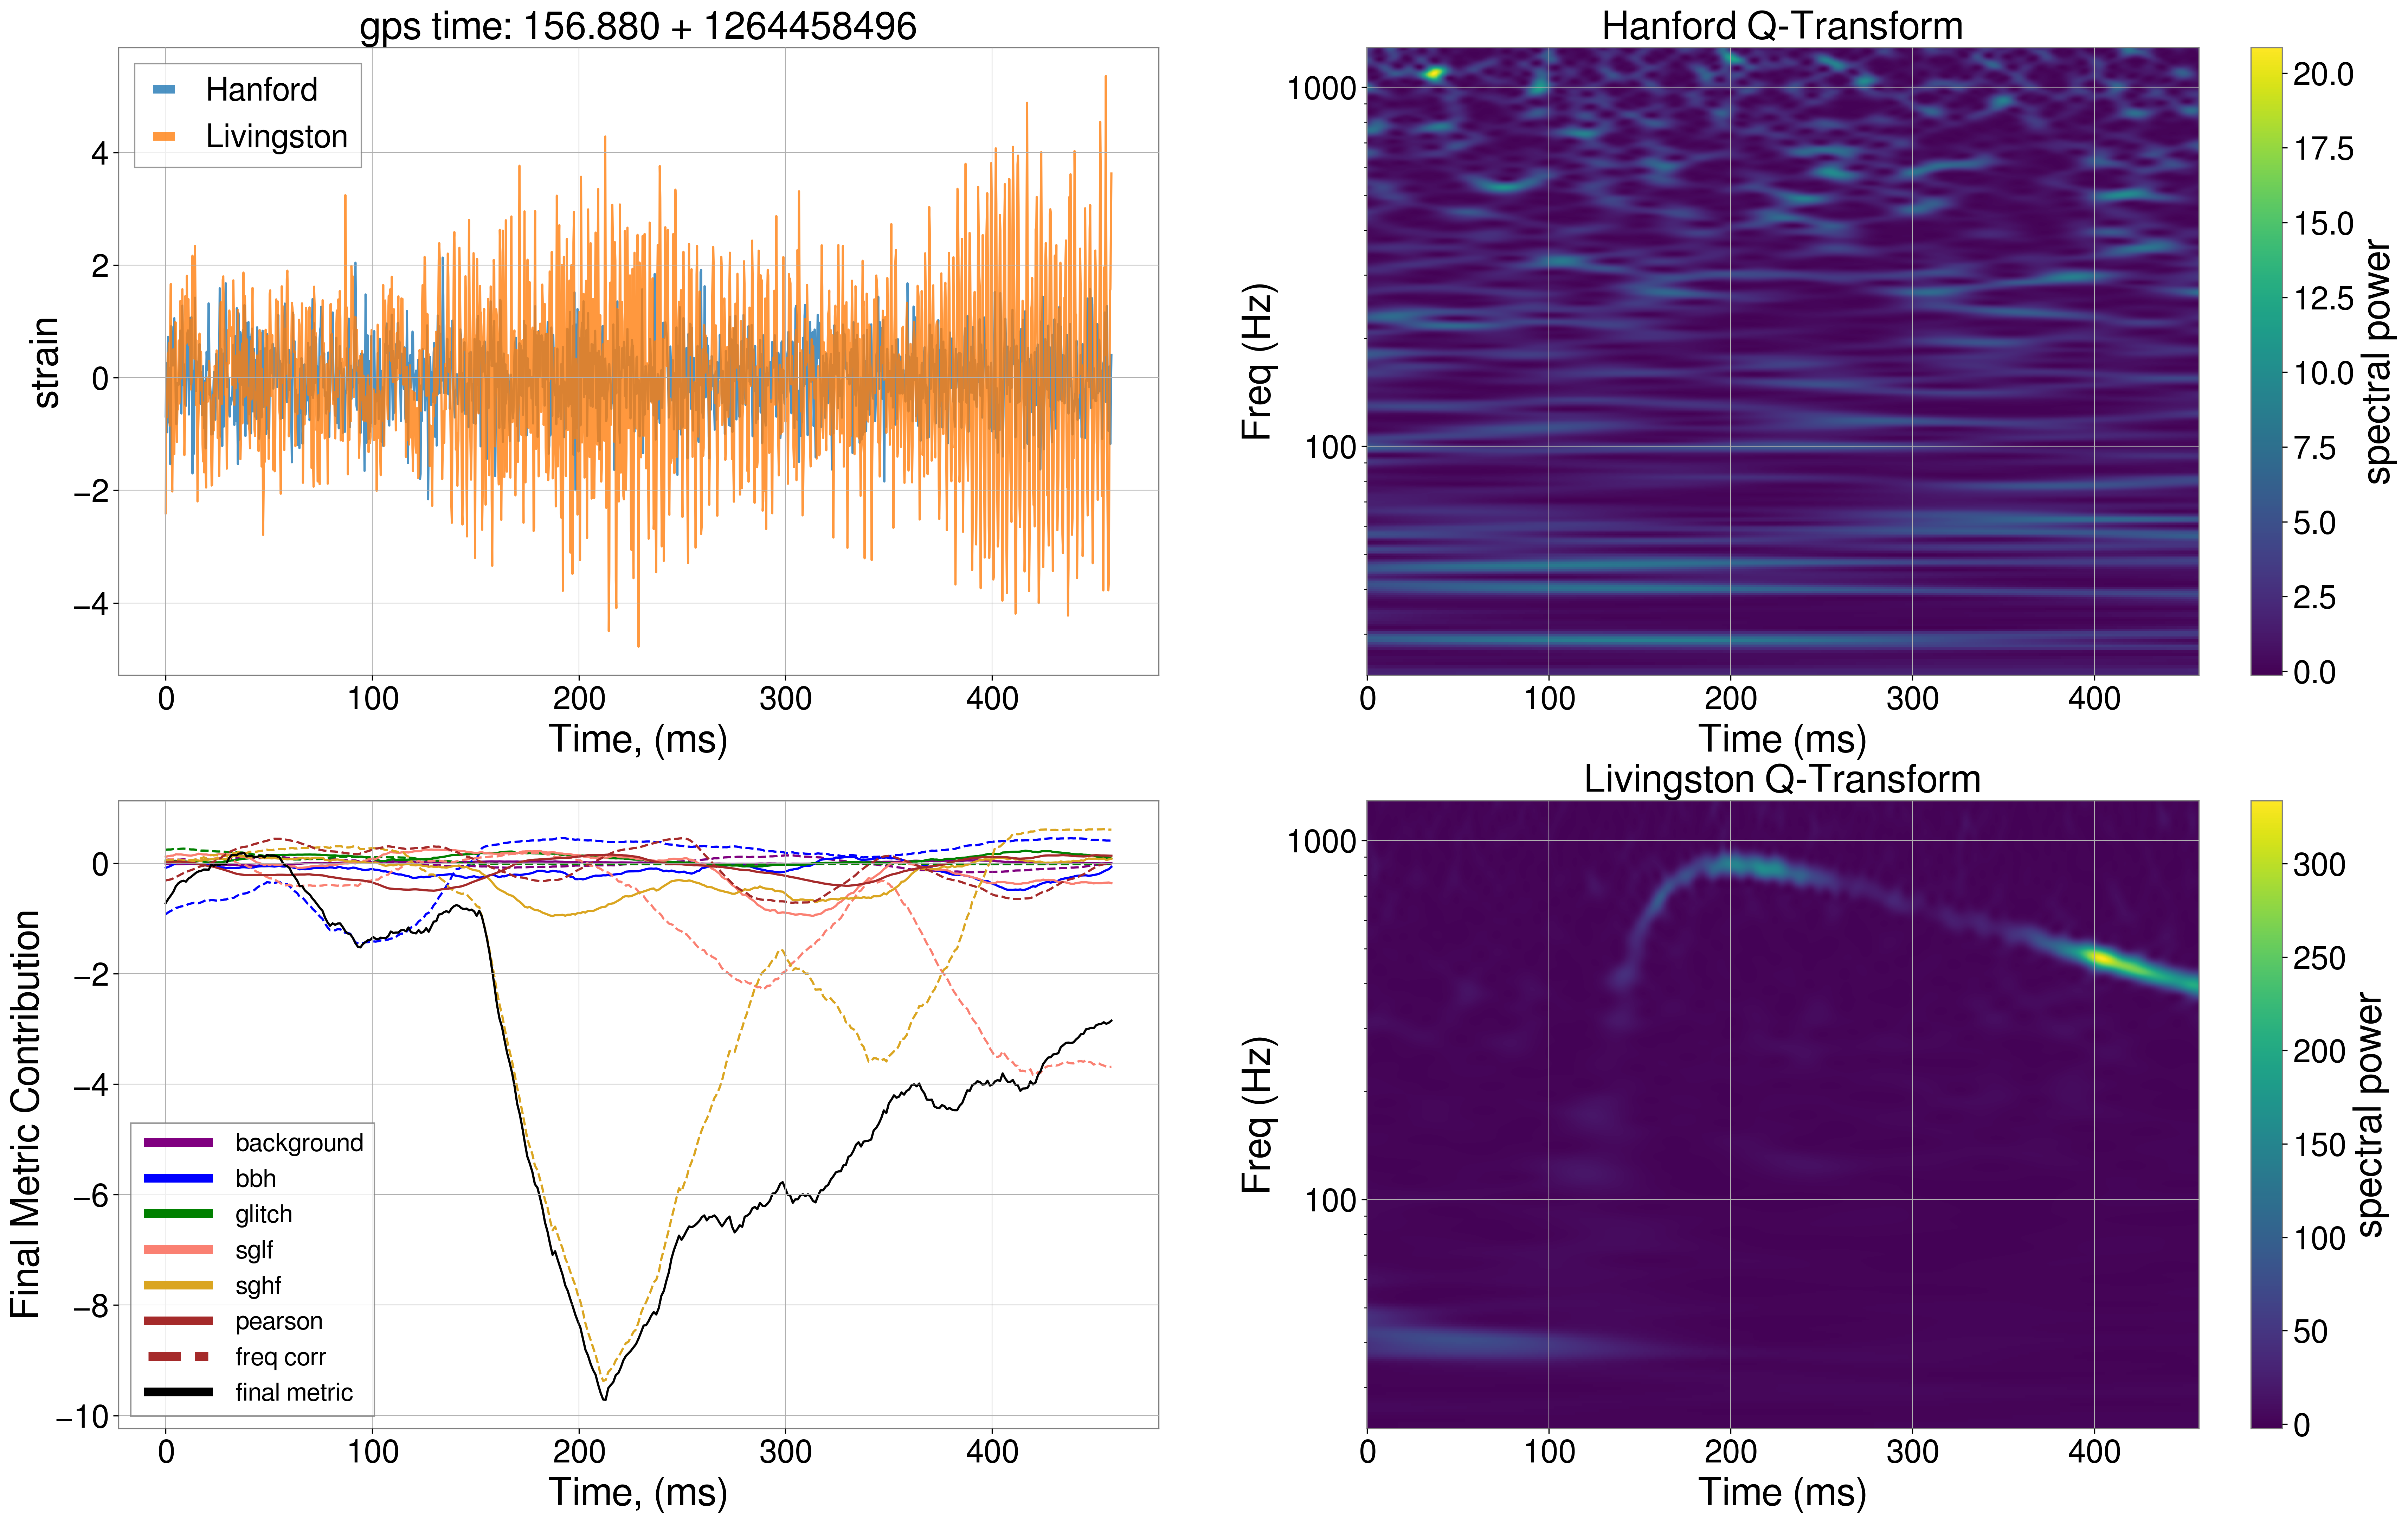 gps time: 156.880 + 1264458496
Hanford
Livingston
4
2
0
−2
−4
strain
0 100 200 300 400
Time, (ms)
Hanford Q-Transform
1000
100
Freq (Hz)
0 100 200 300 400
Time (ms)
20.0
17.5
15.0
12.5
10.0
7.5
5.0
2.5
0.0
spectral power
0
−2
−4
−6
−8
−10
Final Metric Contribution
background
bbh
glitch
sglf
sghf
pearson
freq corr
final metric
0 100 200 300 400
Time, (ms)
Livingston Q-Transform
1000
100
Freq (Hz)
0 100 200 300 400
Time (ms)
300
250
200
150
100
50
0
spectral power